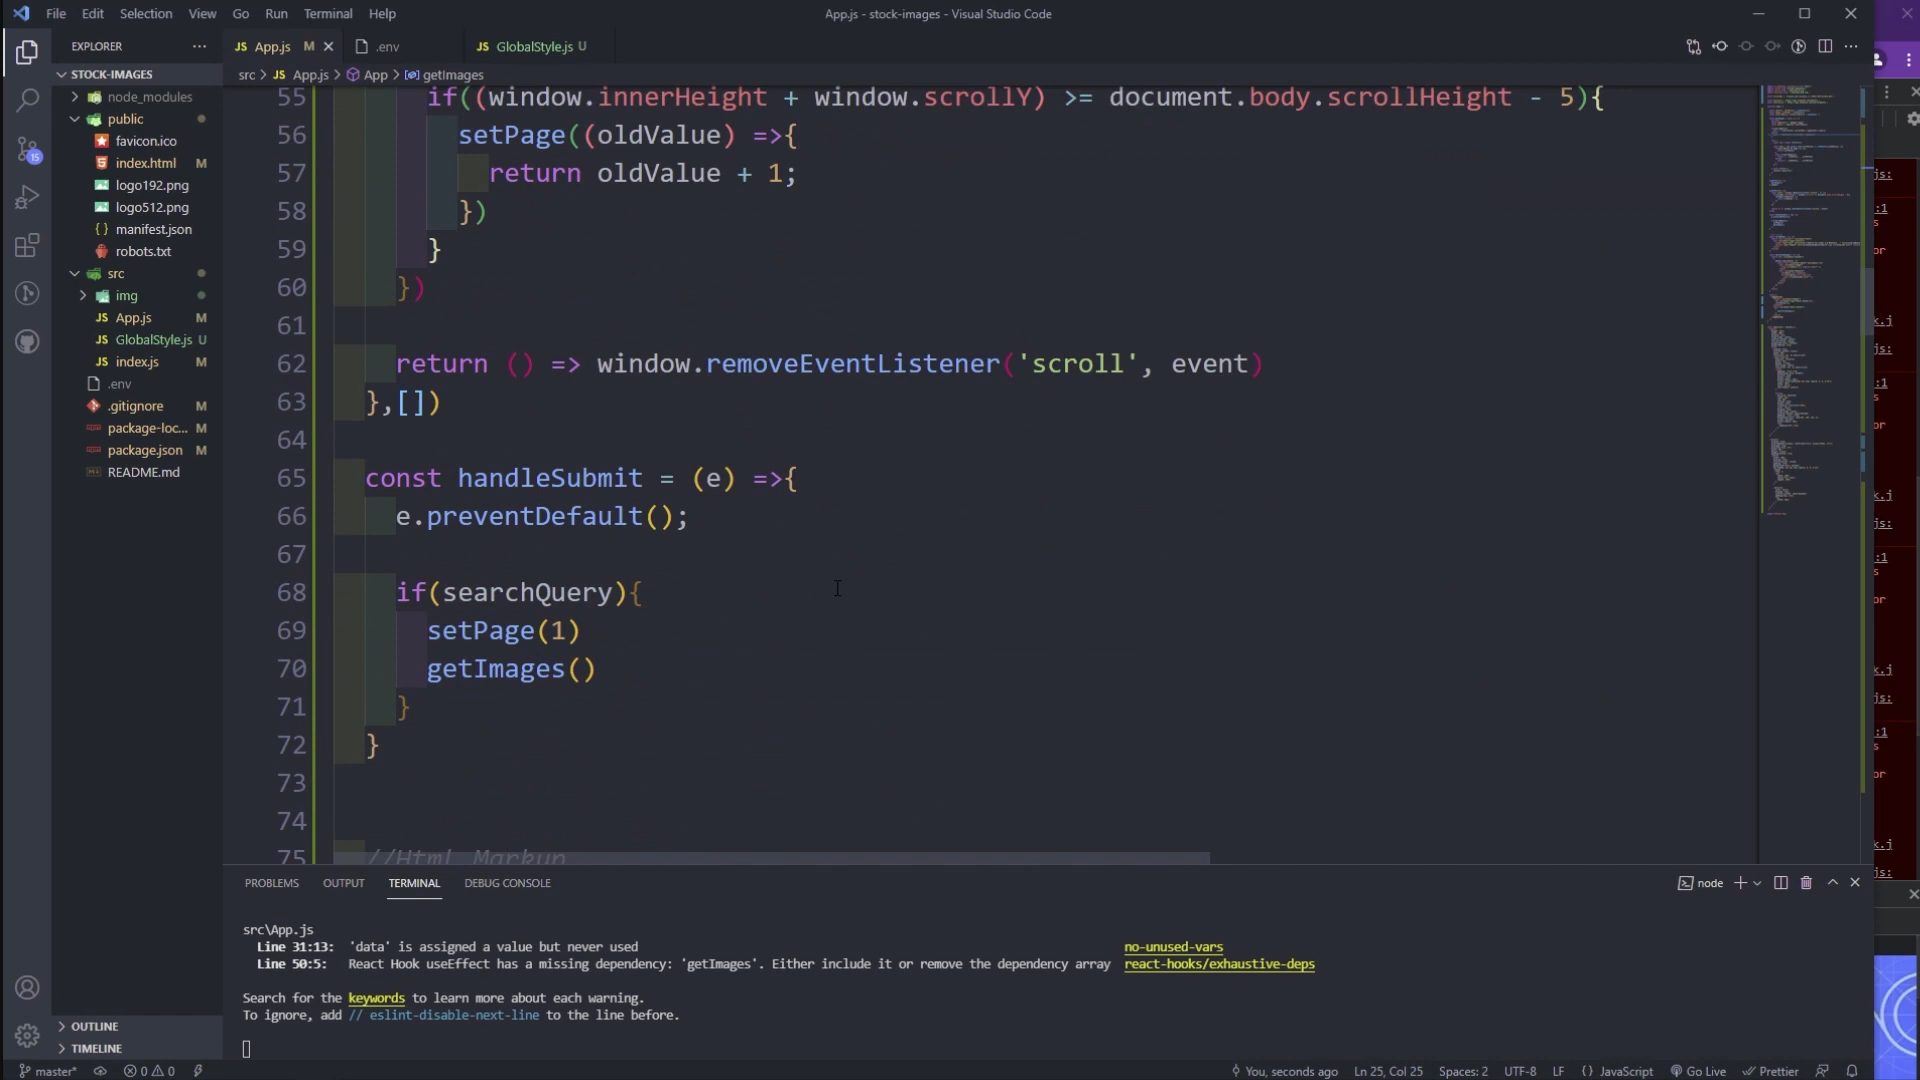 File Edit Selection View Go Run Terminal Help
App.js - stock-images - Visual Studio Code
EXPLORER
JS App.js M
.env
JS GlobalStyle.js U
STOCK-IMAGES
src > JS App.js > App > getImages
node_modules
public
favicon.ico
index.html M
logo192.png
logo512.png
manifest.json
robots.txt
src
img
JS App.js M
JS GlobalStyle.js U
JS index.js M
.env
.gitignore M
package-loc... M
package.json M
README.md
15
OUTLINE
TIMELINE
55 if((window.innerHeight + window.scrollY) >= document.body.scrollHeight - 5){
56 setPage((oldValue) =>{
57 return oldValue + 1;
58 })
59 }
60 })
61
62 return () => window.removeEventListener('scroll', event)
63 },[])
64
65 const handleSubmit = (e) =>{
66 e.preventDefault();
67
68 if(searchQuery){
69 setPage(1)
70 getImages()
71 }
72 }
73
74
75 //Html Markup
PROBLEMS OUTPUT TERMINAL DEBUG CONSOLE
node
src\App.js
Line 31:13: 'data' is assigned a value but never used no-unused-vars
Line 50:5: React Hook useEffect has a missing dependency: 'getImages'. Either include it or remove the dependency array react-hooks/exhaustive-deps
Search for the keywords to learn more about each warning.
To ignore, add // eslint-disable-next-line to the line before.
master* 0 0
You, seconds ago Ln 25, Col 25 Spaces: 2 UTF-8 LF {} JavaScript Go Live Prettier